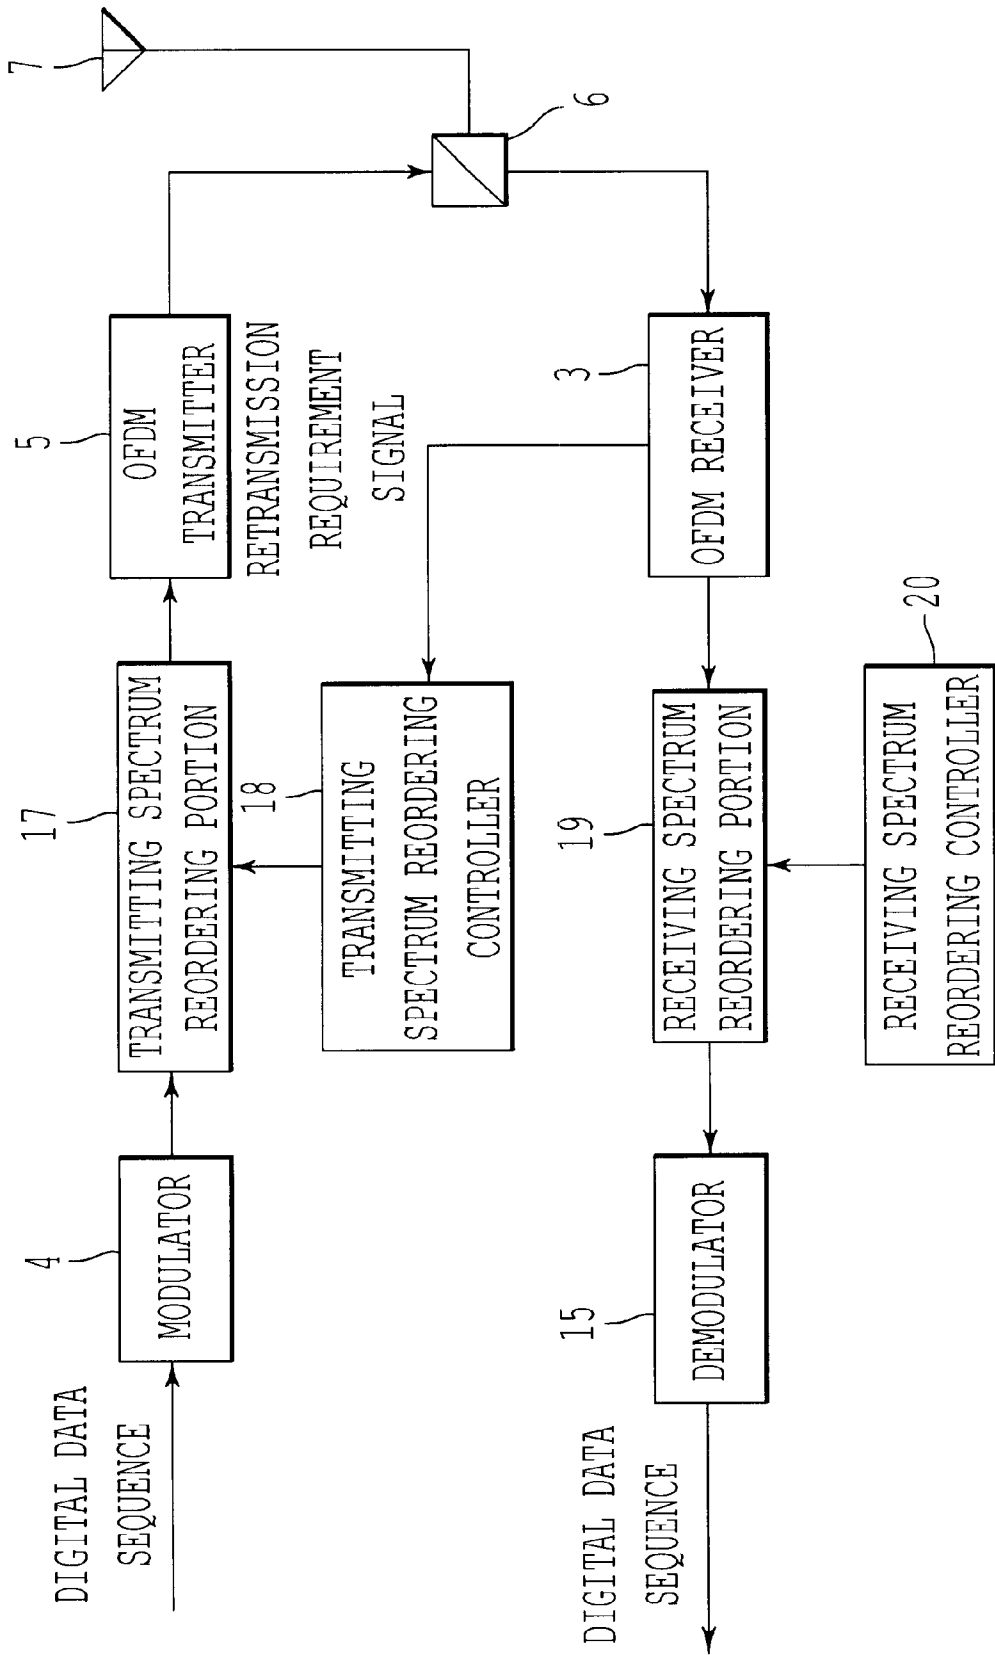 DIGITAL DATA
SEQUENCE
4
MODULATOR
17
TRANSMITTING SPECTRUM
REORDERING PORTION
5
OFDM
TRANSMITTER
7
RETRANSMISSION
REQUIREMENT
SIGNAL
18
TRANSMITTING
SPECTRUM REORDERING
CONTROLLER
6
DIGITAL DATA
SEQUENCE
15
DEMODULATOR
19
RECEIVING SPECTRUM
REORDERING PORTION
3
OFDM RECEIVER
20
RECEIVING SPECTRUM
REORDERING CONTROLLER